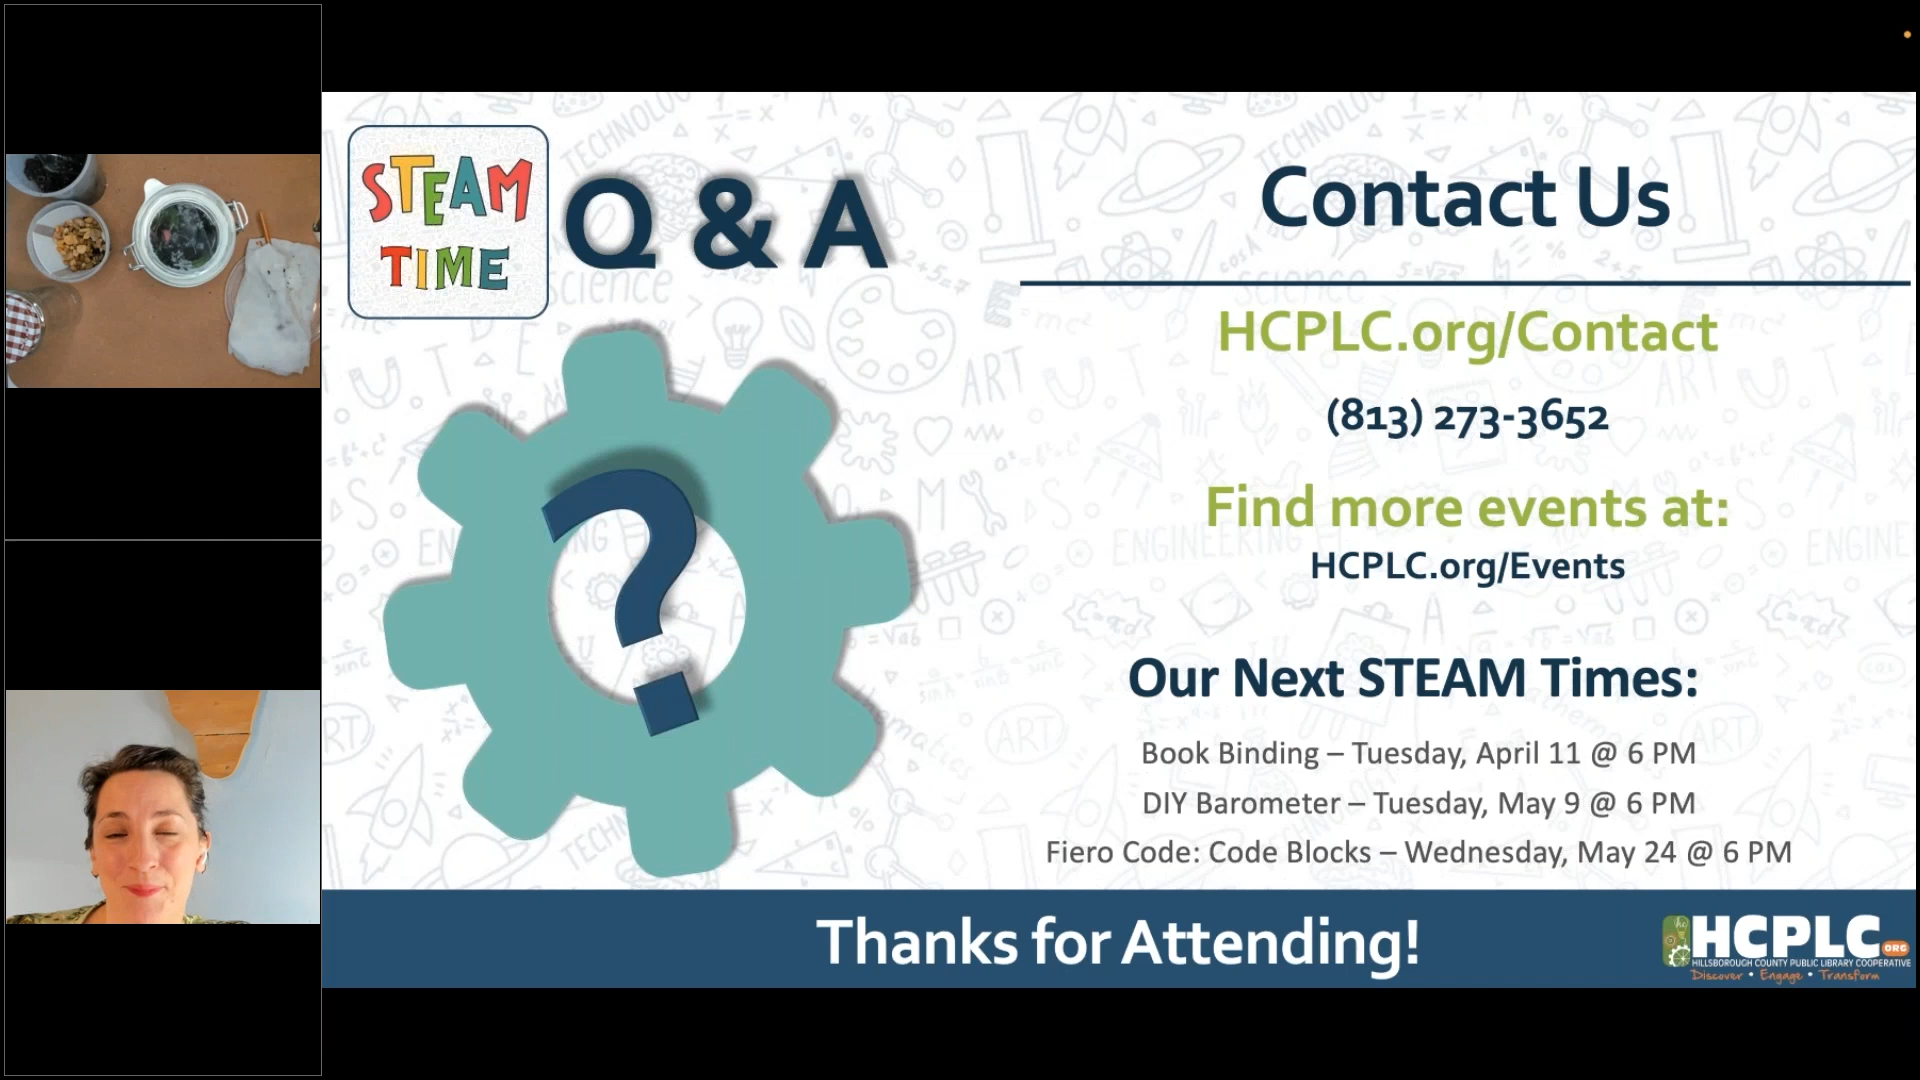 STEAM
TIME
Q & A
Contact Us
HCPLC.org/Contact
(813) 273-3652
Find more events at:
HCPLC.org/Events
Our Next STEAM Times:
Book Binding – Tuesday, April 11 @ 6 PM
DIY Barometer – Tuesday, May 9 @ 6 PM
Fiero Code: Code Blocks – Wednesday, May 24 @ 6 PM
?
Thanks for Attending!
HCPLC.ORG
HILLSBOROUGH COUNTY PUBLIC LIBRARY COOPERATIVE
Discover • Engage • Transform